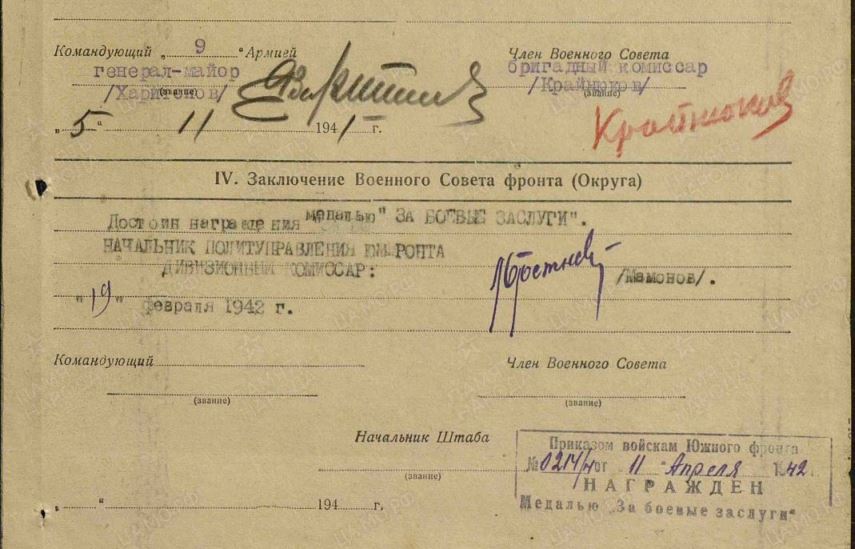 Командующий „ 9 “ Армией
Член Военного Совета
генерал-майор
бригадный комиссар
/Харитонов/
(звание)
/Крайнюков/
(звание)
Крайнюков
„ 5 “ 11 1941 г.
IV. Заключение Военного Совета фронта (Округа)
Достоин награждения медалью" ЗА БОЕВЫЕ ЗАСЛУГИ".
НАЧАЛЬНИК ПОЛИТУПРАВЛЕНИЯ ЮЖФРОНТА
ДИВИЗИОННЫЙ КОМИССАР:
/Мамонов/.
"19" февраля 1942 г.
Командующий
Член Военного Совета
(звание)
(звание)
Начальник Штаба
(звание)
„ “ 194 г.
Приказом войскам Южного фронта
№0214/н от 11 Апреля 1942
НАГРАЖДЕН
Медалью „За боевые заслуги“